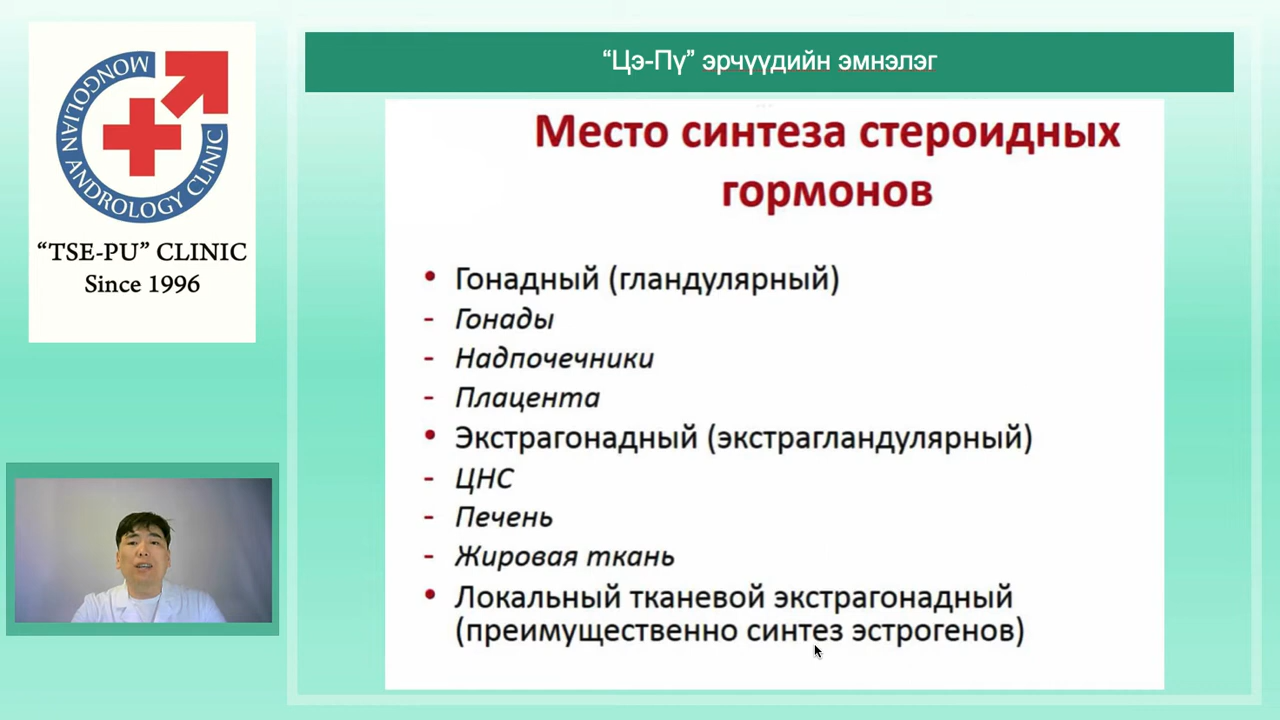 MONGOLIAN ANDROLOGY CLINIC
“TSE-PU” CLINIC
Since 1996
“Цэ-Пү” эрчүүдийн эмнэлэг
Место синтеза стероидных
гормонов
• Гонадный (гландулярный)
- Гонады
- Надпочечники
- Плацента
• Экстрагонадный (экстрагландулярный)
- ЦНС
- Печень
- Жировая ткань
• Локальный тканевой экстрагонадный
(преимущественно синтез эстрогенов)